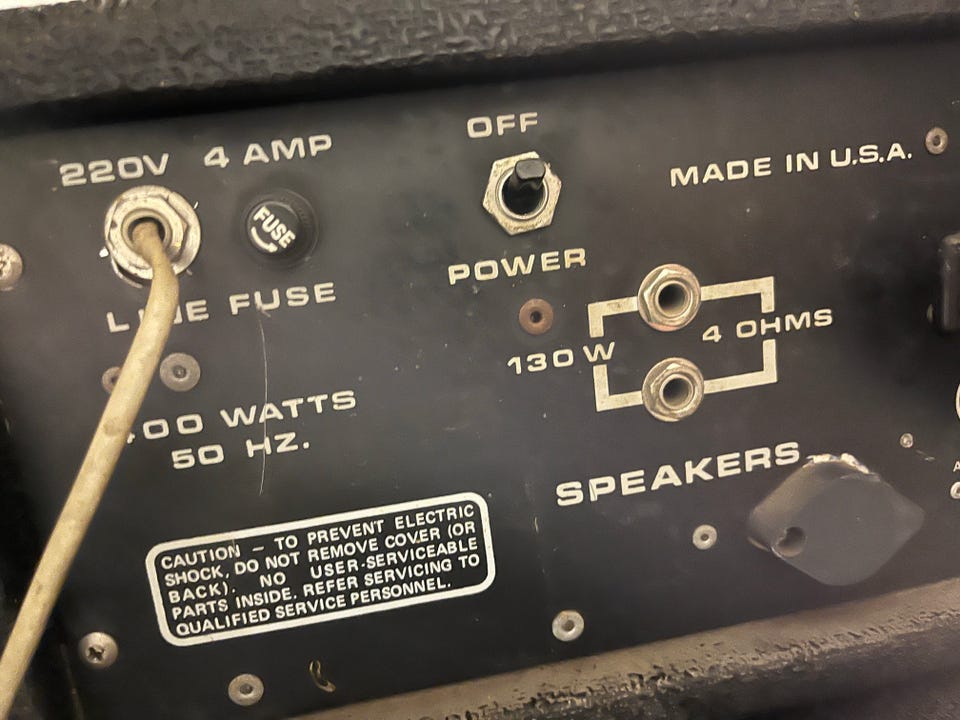 220V 4 AMP
FUSE
LINE FUSE
00 WATTS
50 HZ.
OFF
POWER
MADE IN U.S.A.
130 W
4 OHMS
SPEAKERS
CAUTION – TO PREVENT ELECTRIC
SHOCK, DO NOT REMOVE COVER (OR
BACK). NO USER-SERVICEABLE
PARTS INSIDE. REFER SERVICING TO
QUALIFIED SERVICE PERSONNEL.